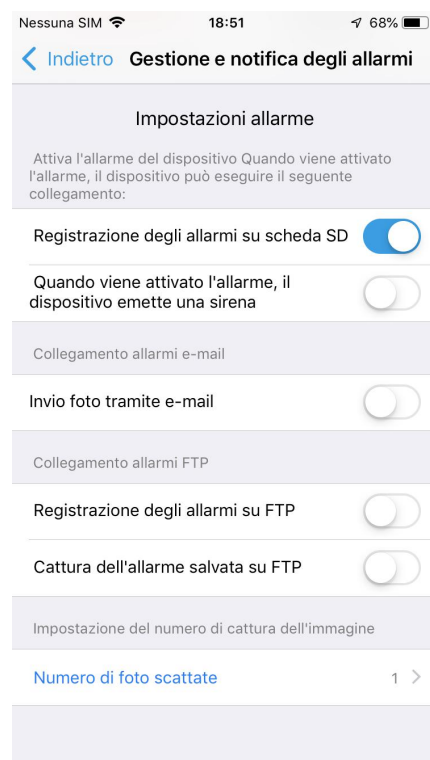 Nessuna SIM 18:51 68%
Indietro Gestione e notifica degli allarmi
Impostazioni allarme
Attiva l'allarme del dispositivo Quando viene attivato
l'allarme, il dispositivo può eseguire il seguente
collegamento:
Registrazione degli allarmi su scheda SD
Quando viene attivato l'allarme, il
dispositivo emette una sirena
Collegamento allarmi e-mail
Invio foto tramite e-mail
Collegamento allarmi FTP
Registrazione degli allarmi su FTP
Cattura dell'allarme salvata su FTP
Impostazione del numero di cattura dell'immagine
Numero di foto scattate 1